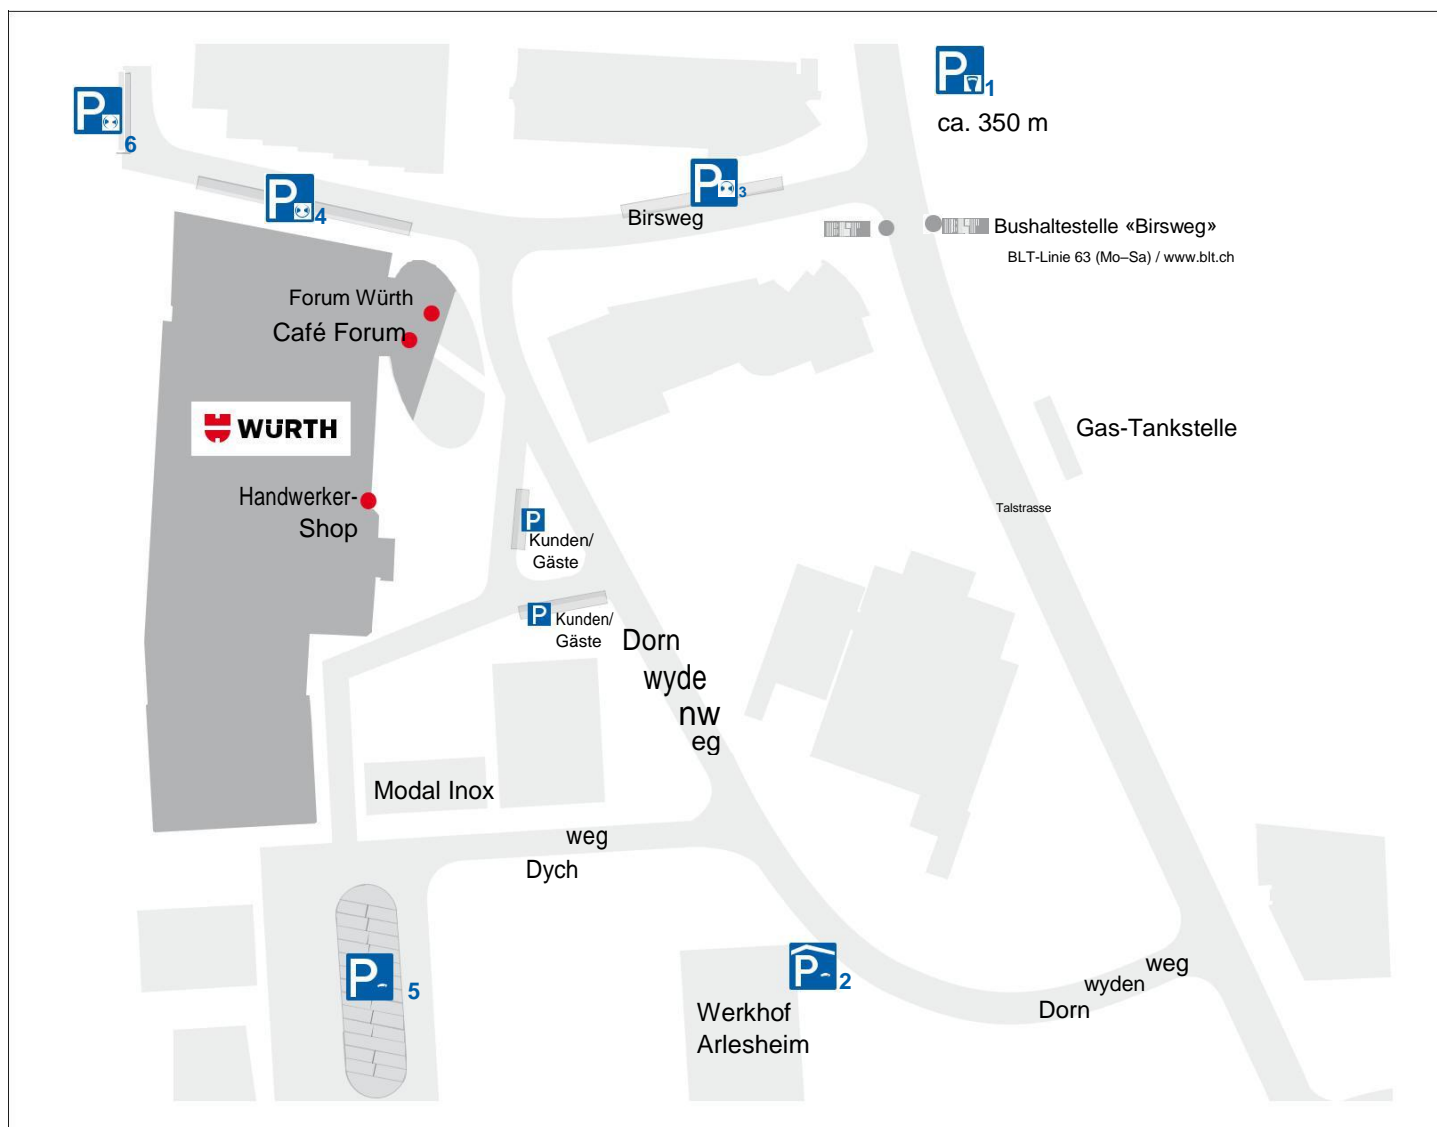 P 1
ca. 350 m
P 6
P 4
P 3
Birsweg
Bushaltestelle «Birsweg»
BLT-Linie 63 (Mo–Sa) / www.blt.ch
Forum Würth
Café Forum
WÜRTH
Gas-Tankstelle
Handwerker-
Shop
Talstrasse
P
Kunden/
Gäste
P
Kunden/
Gäste
Dorn
wyde
nw
eg
Modal Inox
weg
Dych
P 5
P 2
Werkhof
Arlesheim
weg
wyden
Dorn